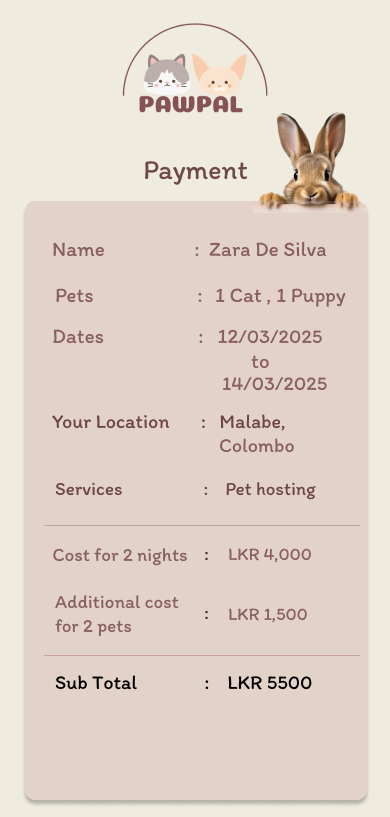 PAWPAL
Payment
Name : Zara De Silva
Pets : 1 Cat , 1 Puppy
Dates : 12/03/2025
to
14/03/2025
Your Location : Malabe,
Colombo
Services : Pet hosting
Cost for 2 nights : LKR 4,000
Additional cost
for 2 pets : LKR 1,500
Sub Total : LKR 5500